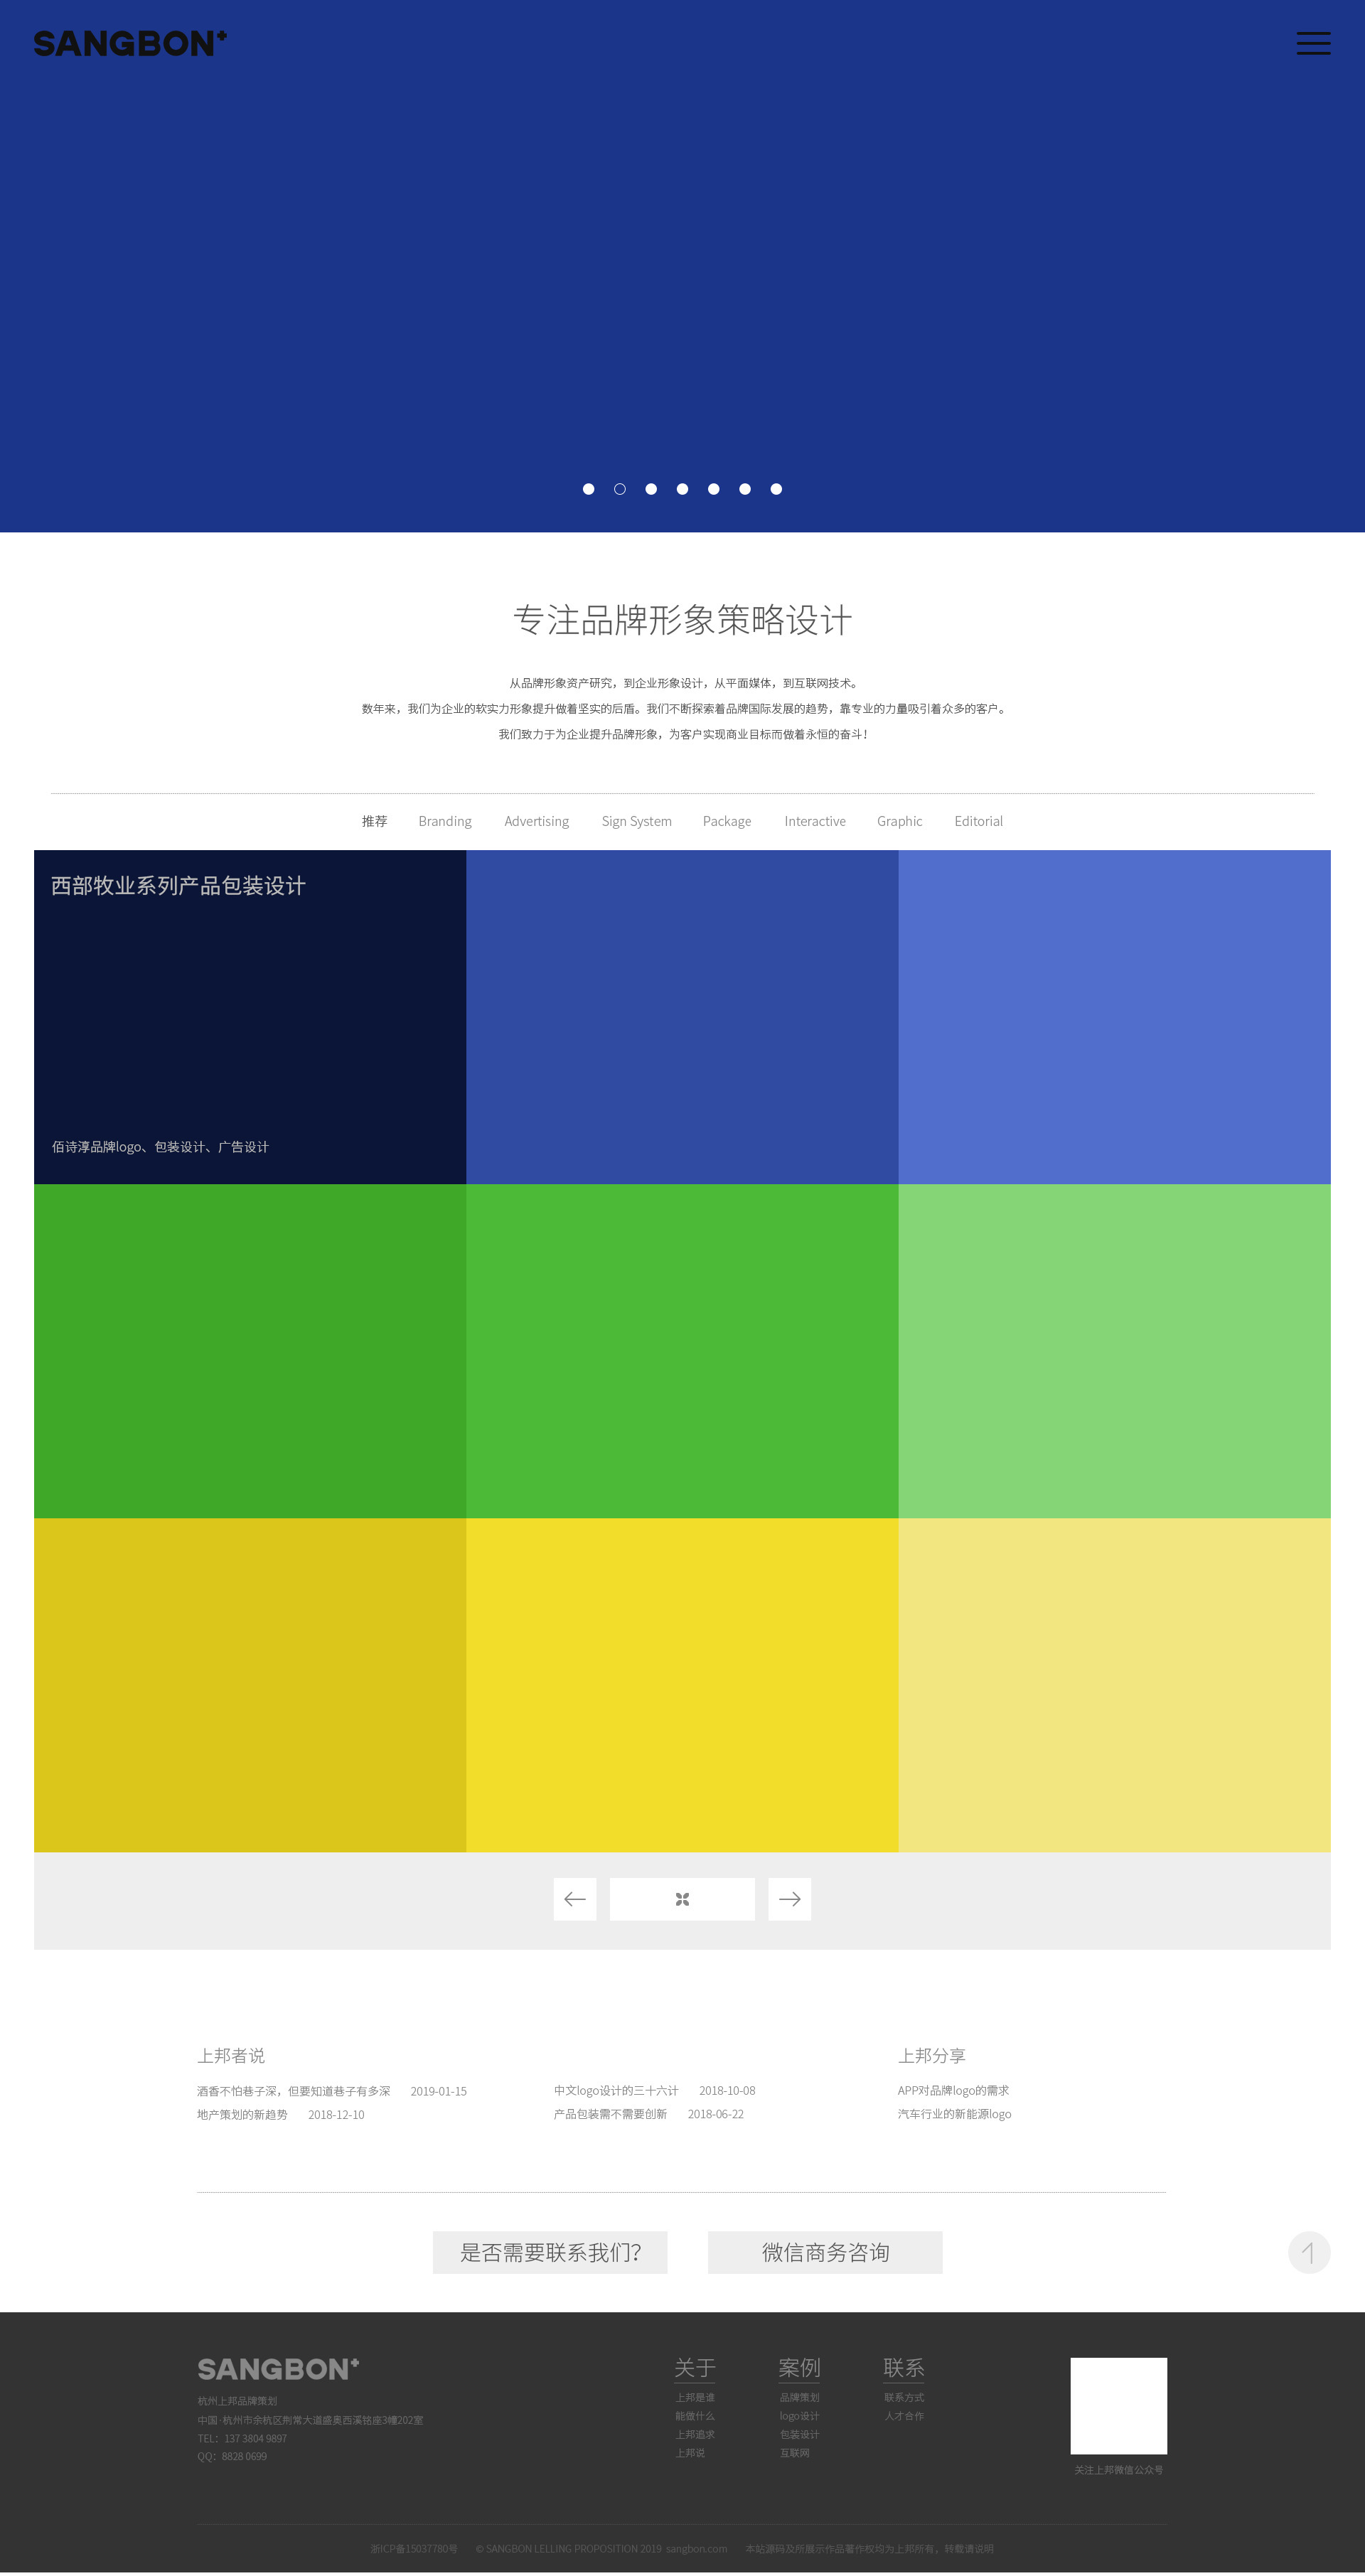 SANGBON+
专注品牌形象策略设计
从品牌形象资产研究，到企业形象设计，从平面媒体，到互联网技术。
数年来，我们为企业的软实力形象提升做着坚实的后盾。我们不断探索着品牌国际发展的趋势，靠专业的力量吸引着众多的客户。
我们致力于为企业提升品牌形象，为客户实现商业目标而做着永恒的奋斗！
推荐 Branding Advertising Sign System Package Interactive Graphic Editorial
西部牧业系列产品包装设计
佰诗淳品牌logo、包装设计、广告设计
上邦者说
酒香不怕巷子深，但要知道巷子有多深 2019-01-15
地产策划的新趋势 2018-12-10
中文logo设计的三十六计 2018-10-08
产品包装需不需要创新 2018-06-22
上邦分享
APP对品牌logo的需求
汽车行业的新能源logo
是否需要联系我们？
微信商务咨询
SANGBON+
杭州上邦品牌策划
中国·杭州市余杭区荆常大道盛奥西溪铭座3幢202室
TEL：137 3804 9897
QQ：8828 0699
关于
上邦是谁
能做什么
上邦追求
上邦说
案例
品牌策划
logo设计
包装设计
互联网
联系
联系方式
人才合作
关注上邦微信公众号
浙ICP备15037780号 © SANGBON LELLING PROPOSITION 2019 sangbon.com 本站源码及所展示作品著作权均为上邦所有，转载请说明